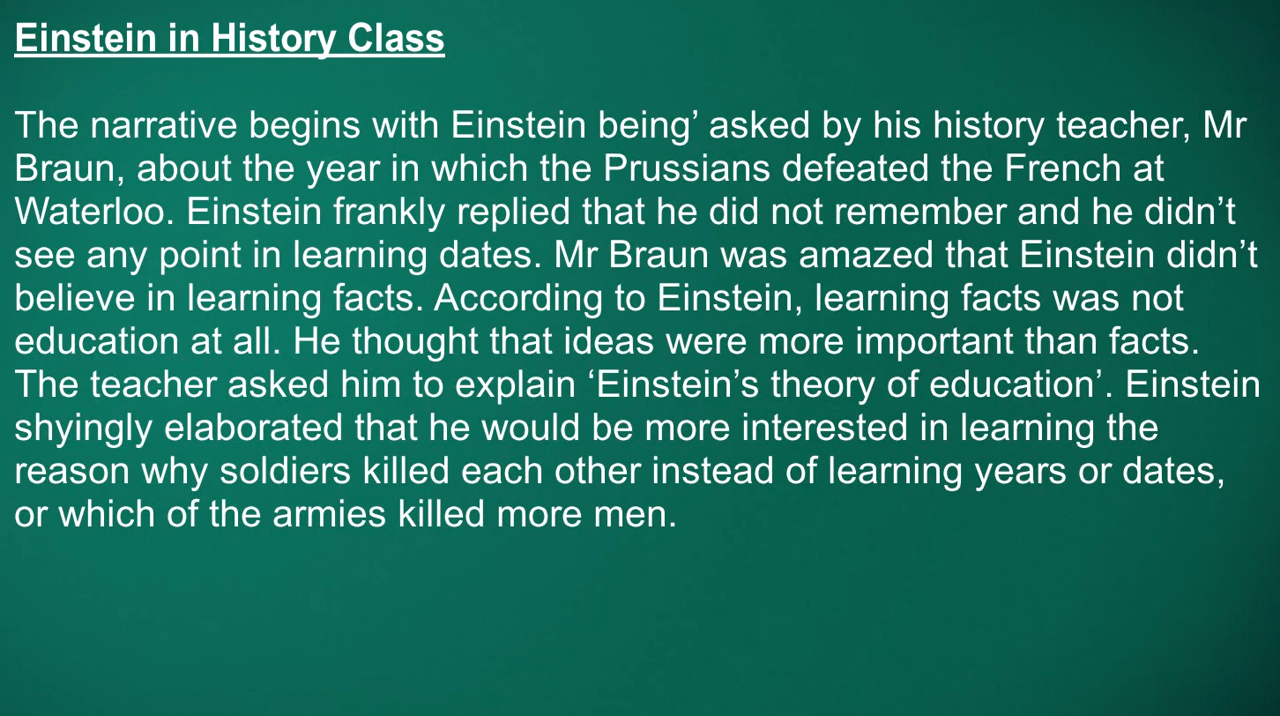 Einstein in History Class
The narrative begins with Einstein being’ asked by his history teacher, Mr
Braun, about the year in which the Prussians defeated the French at
Waterloo. Einstein frankly replied that he did not remember and he didn’t
see any point in learning dates. Mr Braun was amazed that Einstein didn’t
believe in learning facts. According to Einstein, learning facts was not
education at all. He thought that ideas were more important than facts.
The teacher asked him to explain ‘Einstein’s theory of education’. Einstein
shyingly elaborated that he would be more interested in learning the
reason why soldiers killed each other instead of learning years or dates,
or which of the armies killed more men.